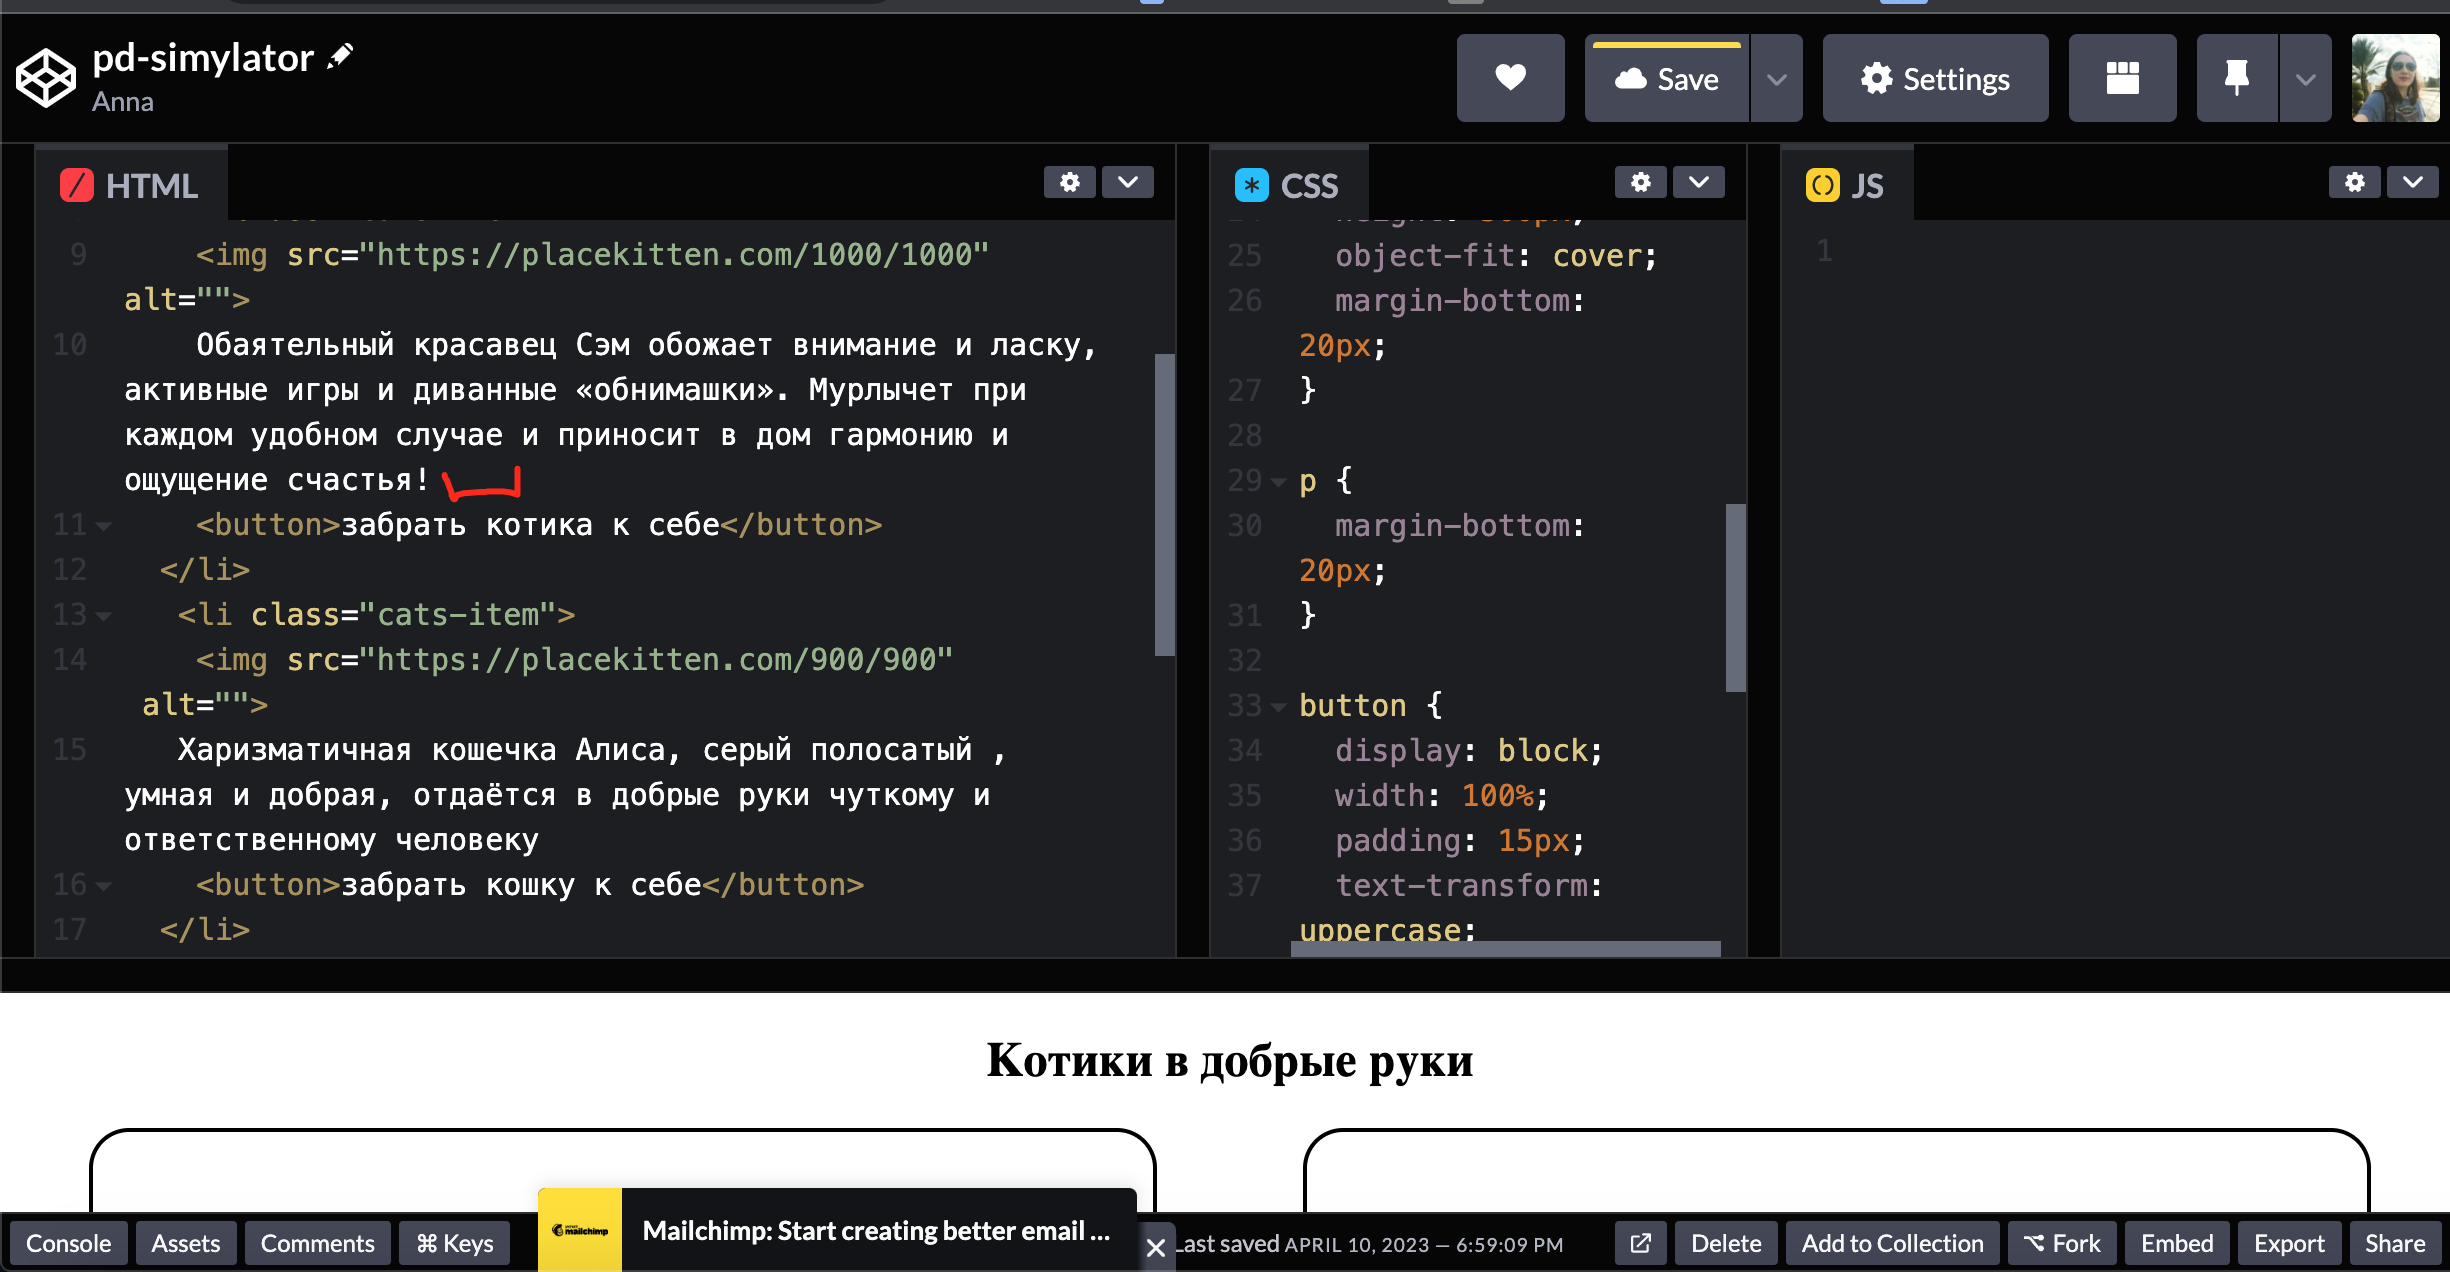 pd-simylator
Anna
Save
Settings
HTML
CSS
JS
9 <img src="https://placekitten.com/1000/1000"
alt="">
10 Обаятельный красавец Сэм обожает внимание и ласку,
активные игры и диванные «обнимашки». Мурлычет при
каждом удобном случае и приносит в дом гармонию и
ощущение счастья!
11 <button>забрать котика к себе</button>
12 </li>
13 <li class="cats-item">
14 <img src="https://placekitten.com/900/900"
alt="">
15 Харизматичная кошечка Алиса, серый полосатый ,
умная и добрая, отдаётся в добрые руки чуткому и
ответственному человеку
16 <button>забрать кошку к себе</button>
17 </li>
25 object-fit: cover;
26 margin-bottom:
20px;
27 }
28
29 p {
30 margin-bottom:
20px;
31 }
32
33 button {
34 display: block;
35 width: 100%;
36 padding: 15px;
37 text-transform:
uppercase;
1
Котики в добрые руки
Console
Assets
Comments
⌘ Keys
mailchimp
Mailchimp: Start creating better email ...
Last saved APRIL 10, 2023 — 6:59:09 PM
Delete
Add to Collection
Fork
Embed
Export
Share